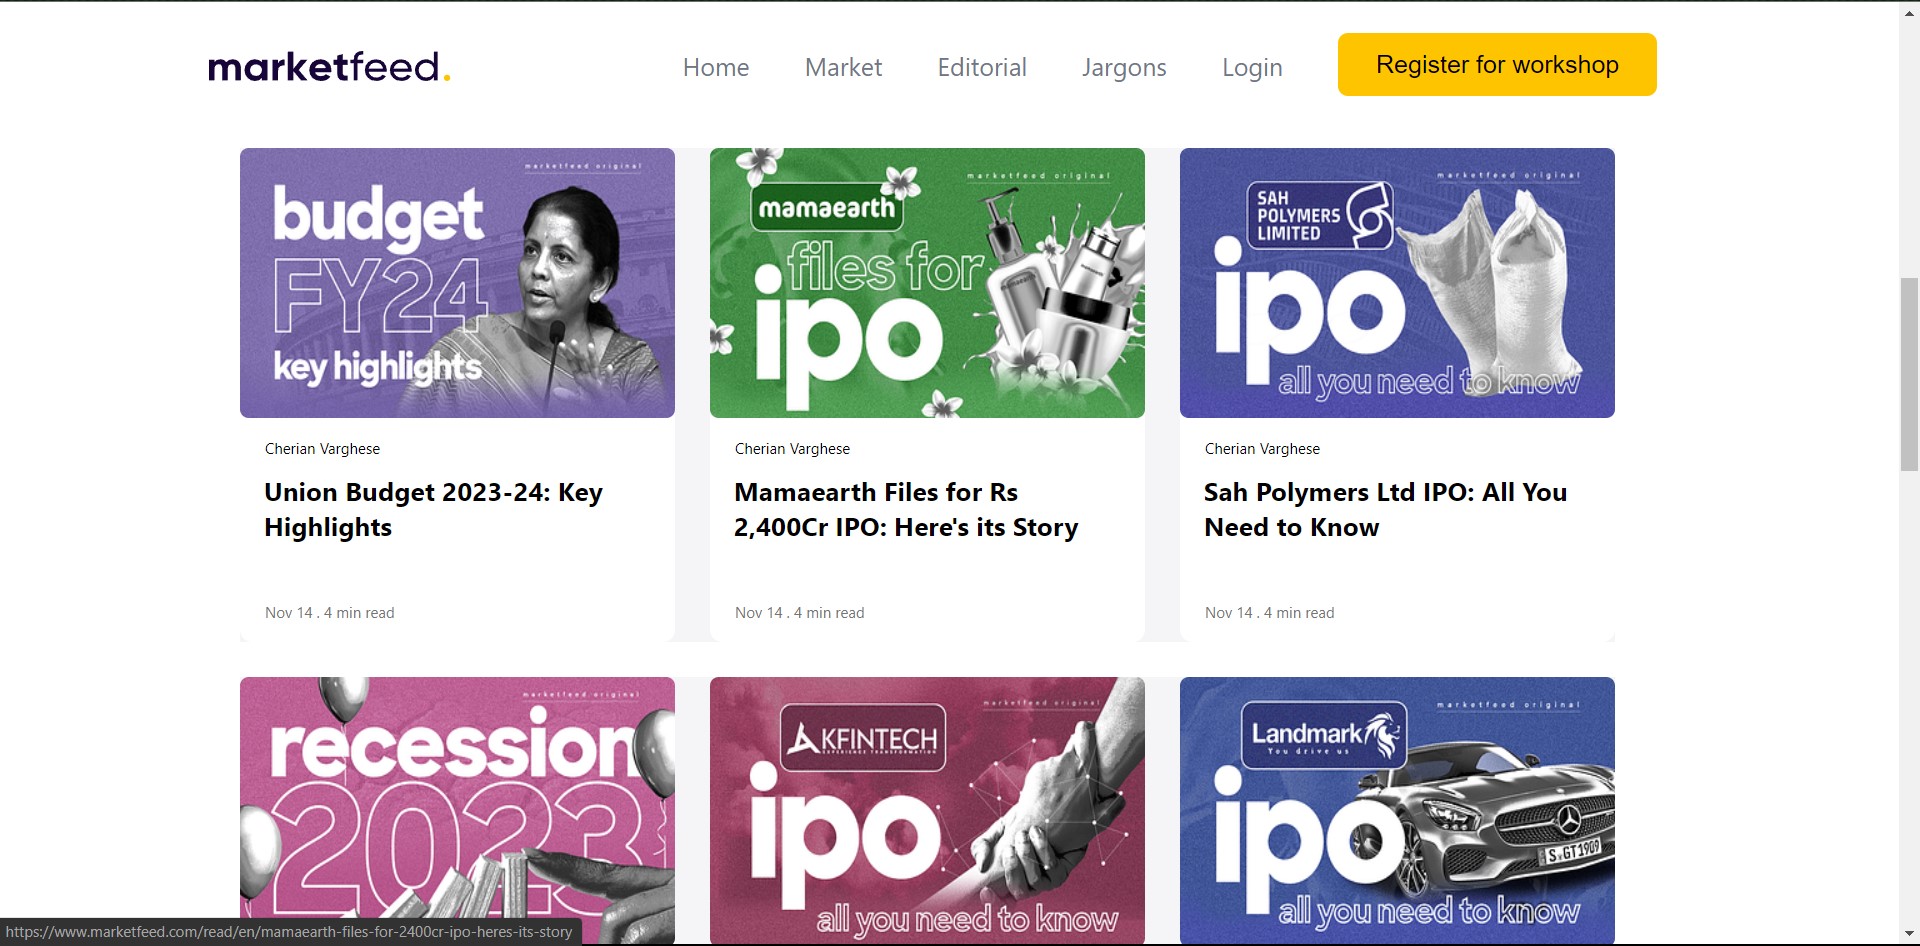 marketfeed.
Home Market Editorial Jargons Login Register for workshop
marketfeed original
budget
FY24
key highlights
Cherian Varghese
Union Budget 2023-24: Key
Highlights
Nov 14 . 4 min read
marketfeed original
mamaearth
files for
ipo
Cherian Varghese
Mamaearth Files for Rs
2,400Cr IPO: Here's its Story
Nov 14 . 4 min read
marketfeed original
SAH
POLYMERS
LIMITED
ipo
all you need to know
Cherian Varghese
Sah Polymers Ltd IPO: All You
Need to Know
Nov 14 . 4 min read
marketfeed original
recession
2023
marketfeed original
KFINTECH
EXPERIENCE TRANSFORMATION
ipo
all you need to know
marketfeed original
Landmark
You drive us
ipo
all you need to know
S GT1909
https://www.marketfeed.com/read/en/mamaearth-files-for-2400cr-ipo-heres-its-story